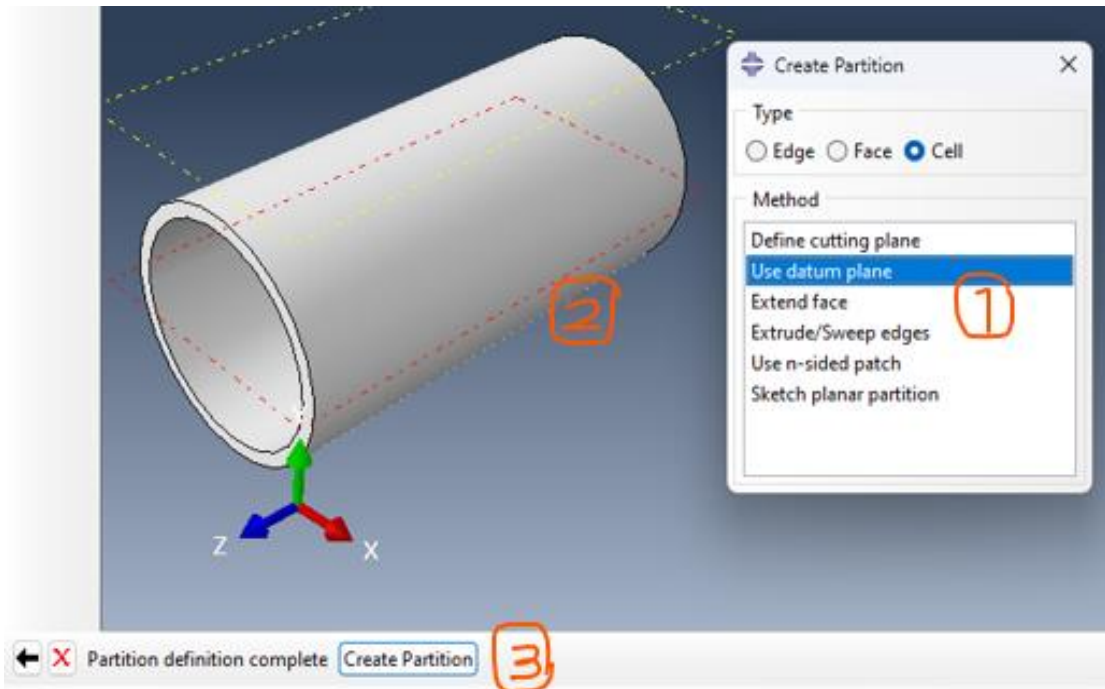 Create Partition
Type
Edge Face Cell
Method
Define cutting plane
Use datum plane
Extend face
Extrude/Sweep edges
Use n-sided patch
Sketch planar partition
1
2
Z
X
Partition definition complete Create Partition
3